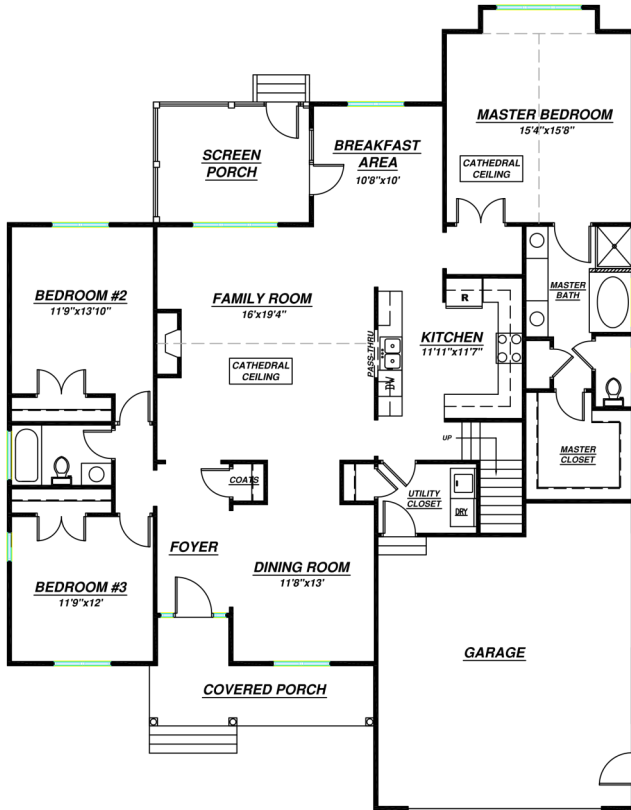 MASTER BEDROOM
15'4"x15'8"
CATHEDRAL
CEILING
BREAKFAST
AREA
10'8"x10'
SCREEN
PORCH
BEDROOM #2
11'9"x13'10"
FAMILY ROOM
16'x19'4"
CATHEDRAL
CEILING
PASS-THRU
DW
R
KITCHEN
11'11"x11'7"
MASTER
BATH
MASTER
CLOSET
UP
COATS
UTILITY
CLOSET
DRY
FOYER
DINING ROOM
11'8"x13'
BEDROOM #3
11'9"x12'
GARAGE
COVERED PORCH